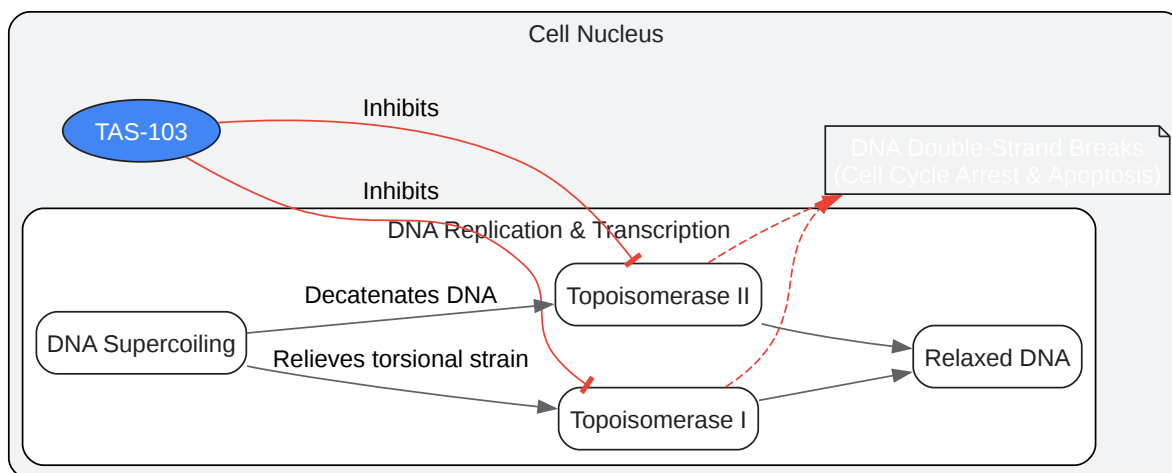 Cell Nucleus
Inhibits
TAS-103
DNA Double-Strand Breaks
(Cell Cycle Arrest & Apoptosis)
Inhibits
DNA Replication & Transcription
Decatenates DNA
Topoisomerase II
DNA Supercoiling
Relieves torsional strain
Relaxed DNA
Topoisomerase I